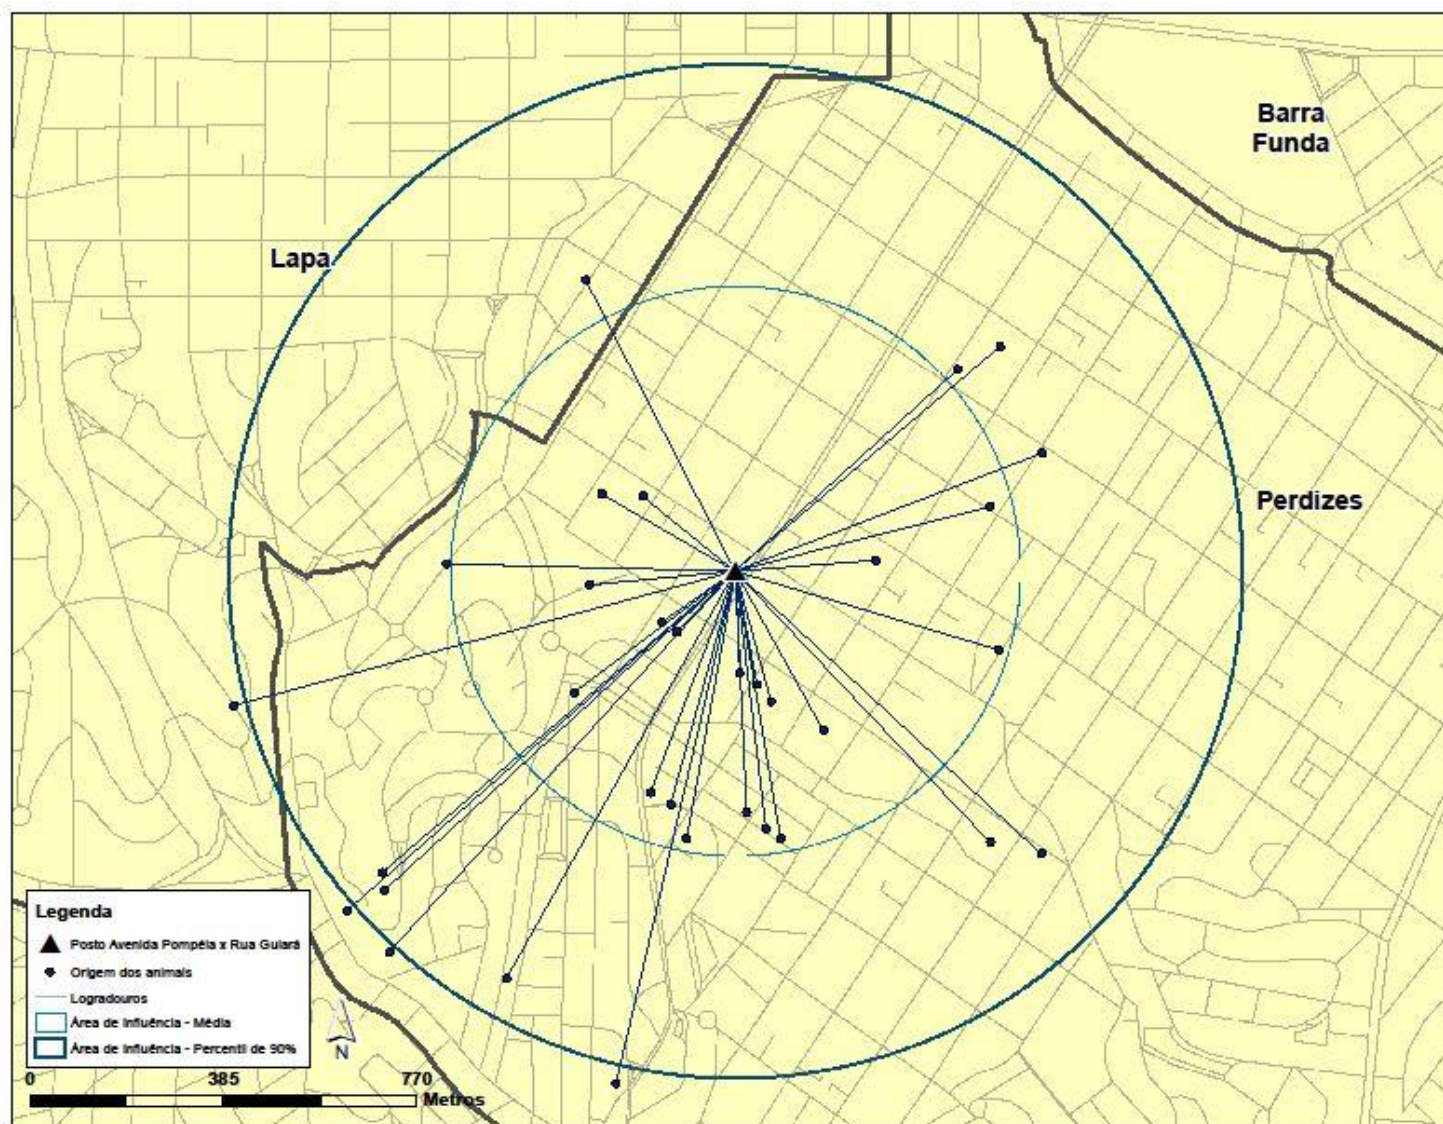 Barra
Funda
Lapa
Perdizes
Legenda
Posto Avenida Pompéia x Rua Guiará
Origem dos animais
Logradouros
Área de Influência - Média
Área de Influência - Percentil de 90%
N
0 385 770
Metros